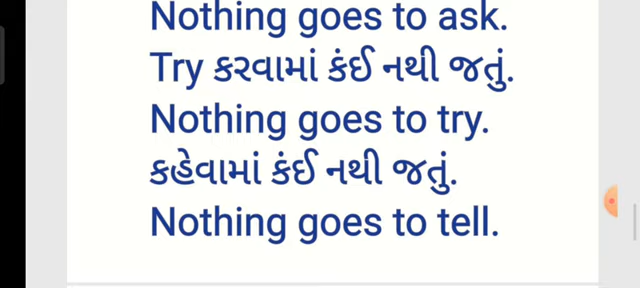 Nothing goes to ask.
Try કરવામાં કંઈ નથી જતું.
Nothing goes to try.
કહેવામાં કંઈ નથી જતું.
Nothing goes to tell.